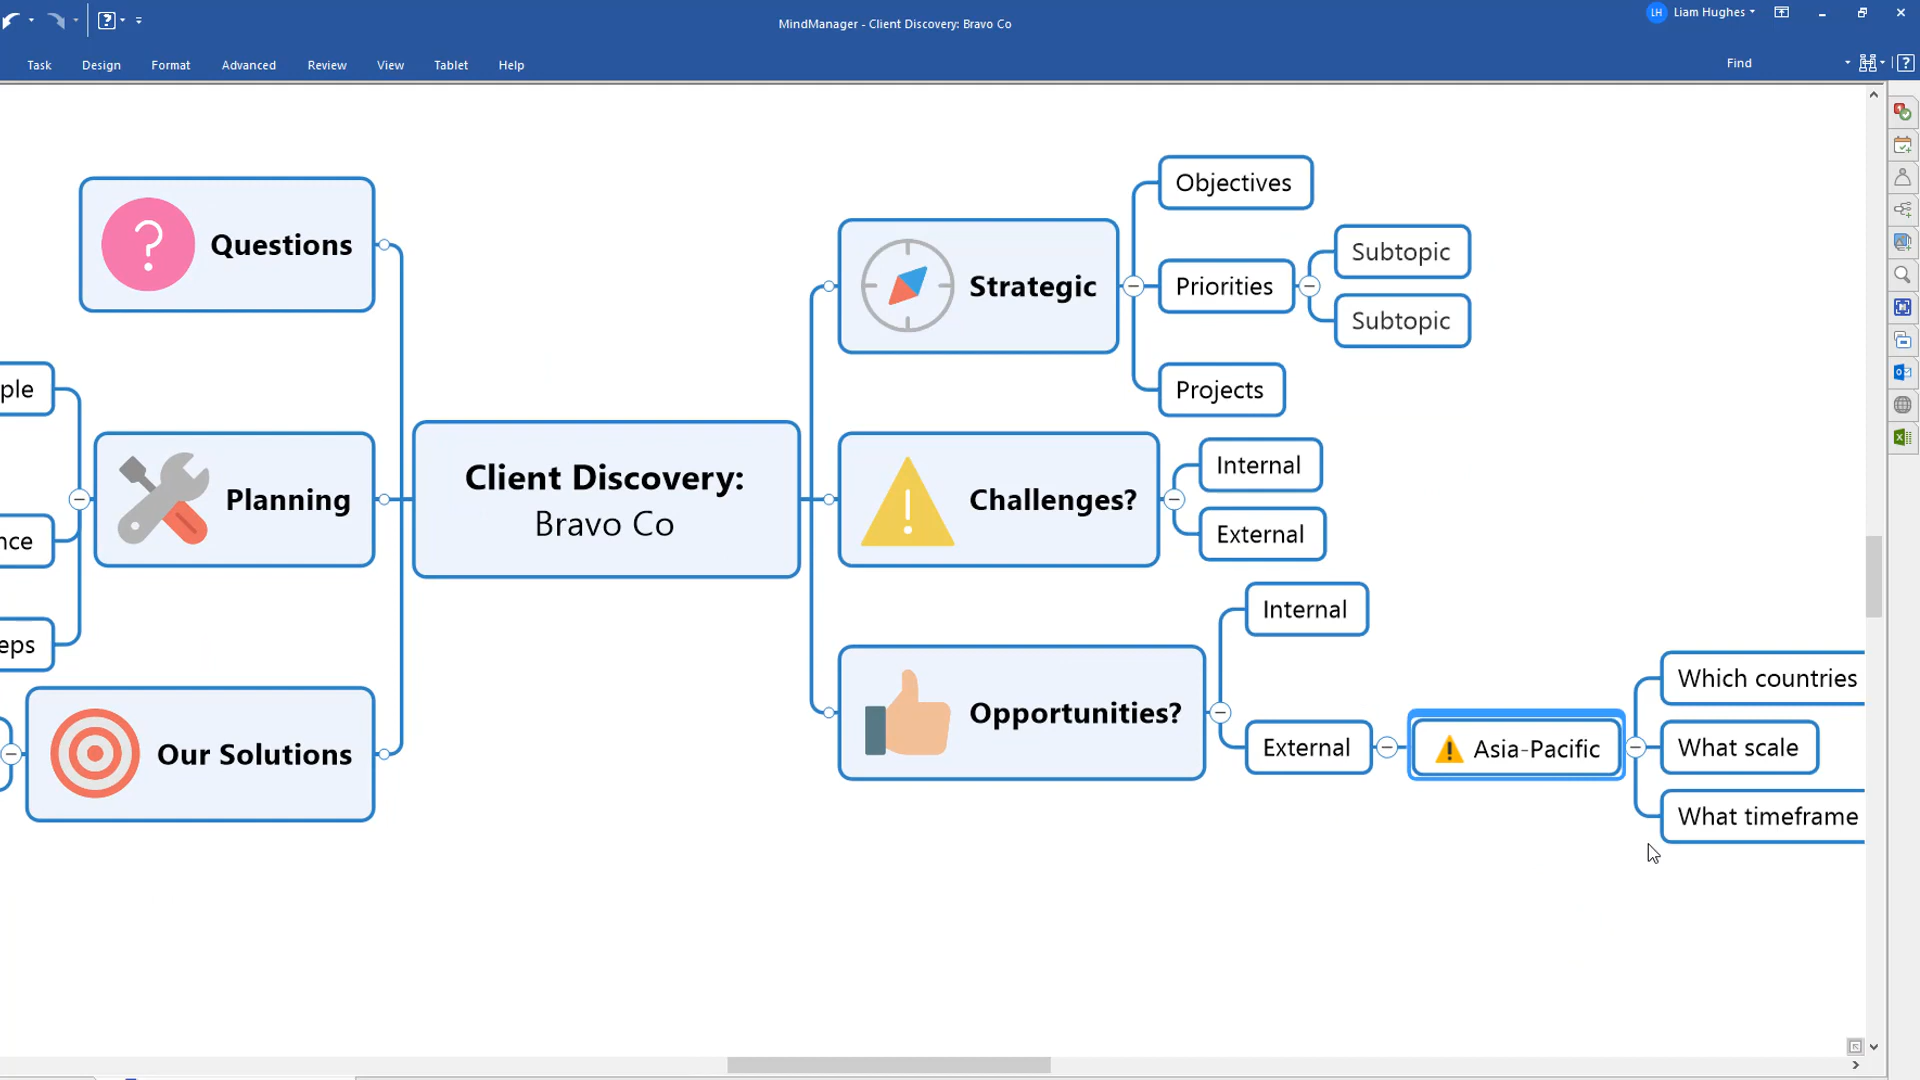 MindManager - Client Discovery: Bravo Co
LH Liam Hughes
Task Design Format Advanced Review View Tablet Help
Find
Questions
Planning
Our Solutions
ple
nce
eps
Client Discovery:
Bravo Co
Strategic
Objectives
Priorities
Subtopic
Subtopic
Projects
Challenges?
Internal
External
Opportunities?
Internal
External
Asia-Pacific
Which countries
What scale
What timeframe